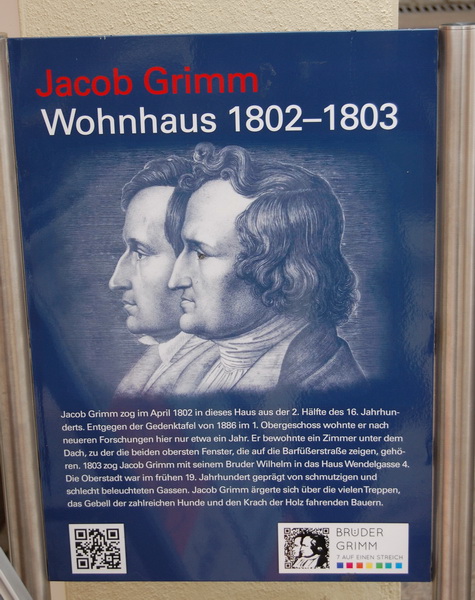 Jacob Grimm
Wohnhaus 1802–1803
Jacob Grimm zog im April 1802 in dieses Haus aus der 2. Hälfte des 16. Jahrhun-
derts. Entgegen der Gedenktafel von 1886 im 1. Obergeschoss wohnte er nach
neueren Forschungen hier nur etwa ein Jahr. Er bewohnte ein Zimmer unter dem
Dach, zu der die beiden obersten Fenster, die auf die Barfüßerstraße zeigen, gehö-
ren. 1803 zog Jacob Grimm mit seinem Bruder Wilhelm in das Haus Wendelgasse 4.
Die Oberstadt war im frühen 19. Jahrhundert geprägt von schmutzigen und
schlecht beleuchteten Gassen. Jacob Grimm ärgerte sich über die vielen Treppen,
das Gebell der zahlreichen Hunde und den Krach der Holz fahrenden Bauern.
BRÜDER
GRIMM
7 AUF EINEN STREICH